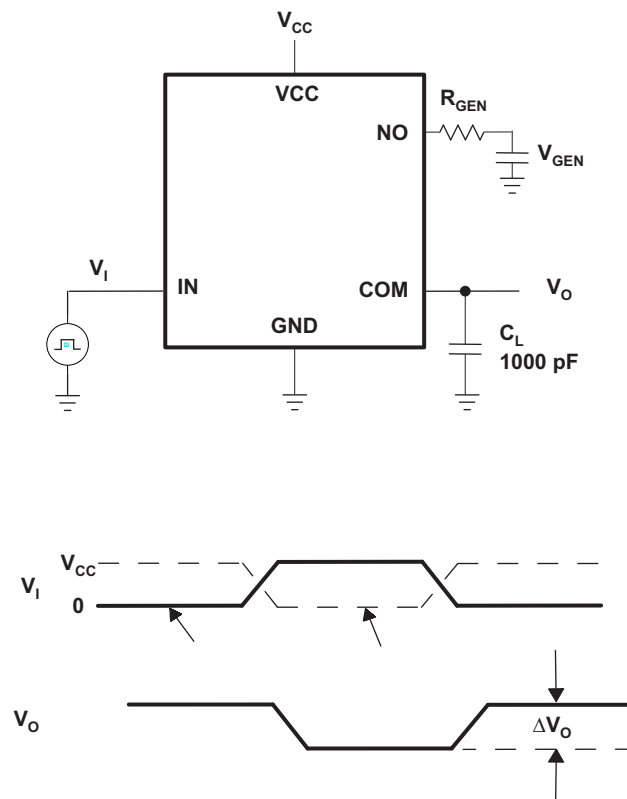 V_CC
VCC
R_GEN
NO
V_GEN
V_I
IN
COM
V_O
GND
C_L
1000 pF
V_CC
V_I
0
V_O
ΔV_O